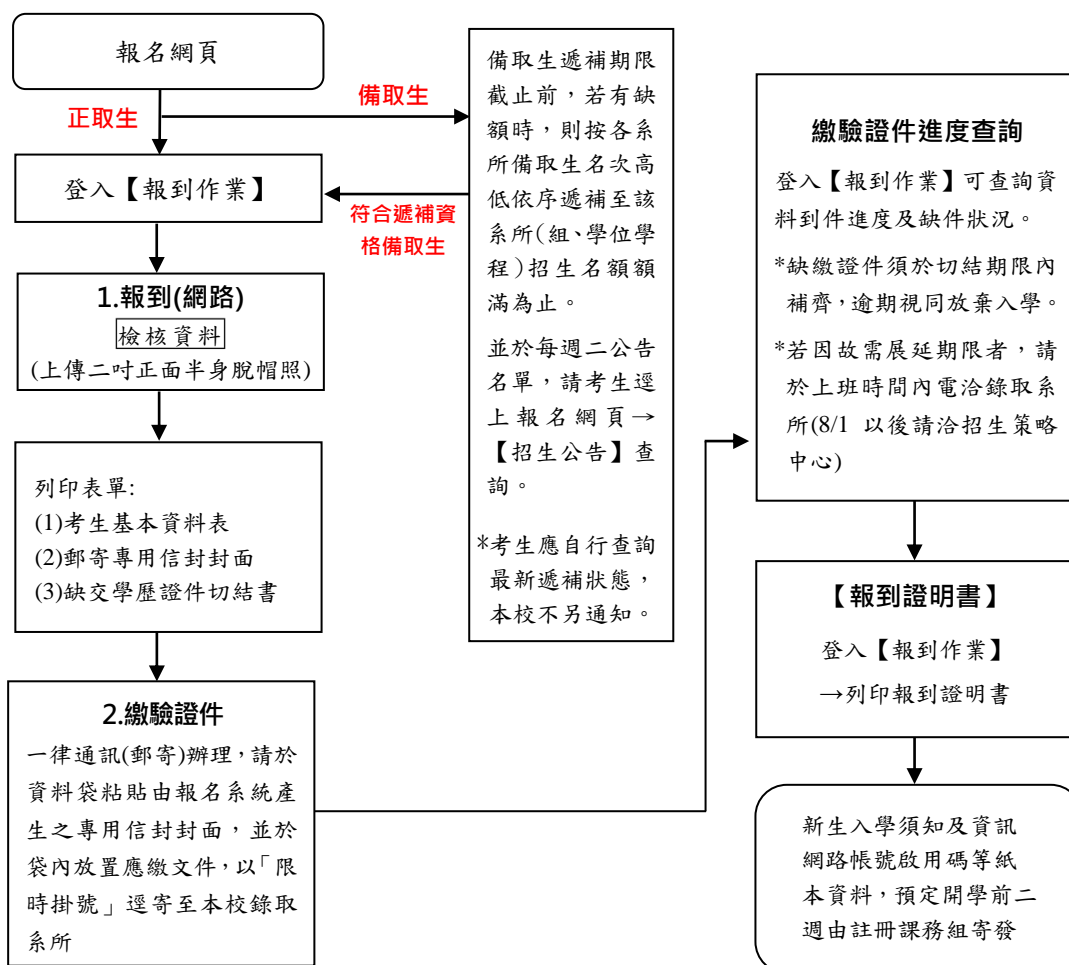 報名網頁
正取生
備取生
登入【報到作業】
符合遞補資
格備取生
1.報到(網路)
檢核資料
(上傳二吋正面半身脫帽照)
列印表單:
(1)考生基本資料表
(2)郵寄專用信封封面
(3)缺交學歷證件切結書
2.繳驗證件
一律通訊(郵寄)辦理，請於
資料袋粘貼由報名系統產
生之專用信封封面，並於
袋內放置應繳文件，以「限
時掛號」逕寄至本校錄取
系所
備取生遞補期限
截止前，若有缺
額時，則按各系
所備取生名次高
低依序遞補至該
系所(組、學位學
程)招生名額額
滿為止。
並於每週二公告
名單，請考生逕
上報名網頁→
【招生公告】查
詢。
*考生應自行查詢
最新遞補狀態，
本校不另通知。
繳驗證件進度查詢
登入【報到作業】可查詢資
料到件進度及缺件狀況。
*缺繳證件須於切結期限內
補齊，逾期視同放棄入學。
*若因故需展延期限者，請
於上班時間內電洽錄取系
所(8/1 以後請洽招生策略
中心)
【報到證明書】
登入【報到作業】
→列印報到證明書
新生入學須知及資訊
網路帳號啟用碼等紙
本資料，預定開學前二
週由註冊課務組寄發